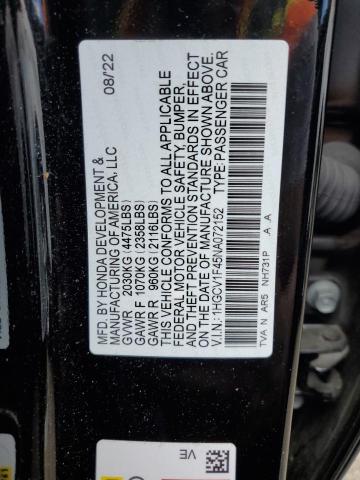 MFD. BY HONDA DEVELOPMENT & 08/22
MANUFACTURING OF AMERICA, LLC
GVWR 2030KG (4475LBS)
GAWR F 1070KG (2358LBS)
GAWR R 960KG (2116LBS)
THIS VEHICLE CONFORMS TO ALL APPLICABLE
FEDERAL MOTOR VEHICLE SAFETY, BUMPER,
AND THEFT PREVENTION STANDARDS IN EFFECT
ON THE DATE OF MANUFACTURE SHOWN ABOVE.
V.I.N.: 1HGCV1F45NA072152 TYPE: PASSENGER CAR
TVA N AR5 NH731P .A .A
VE